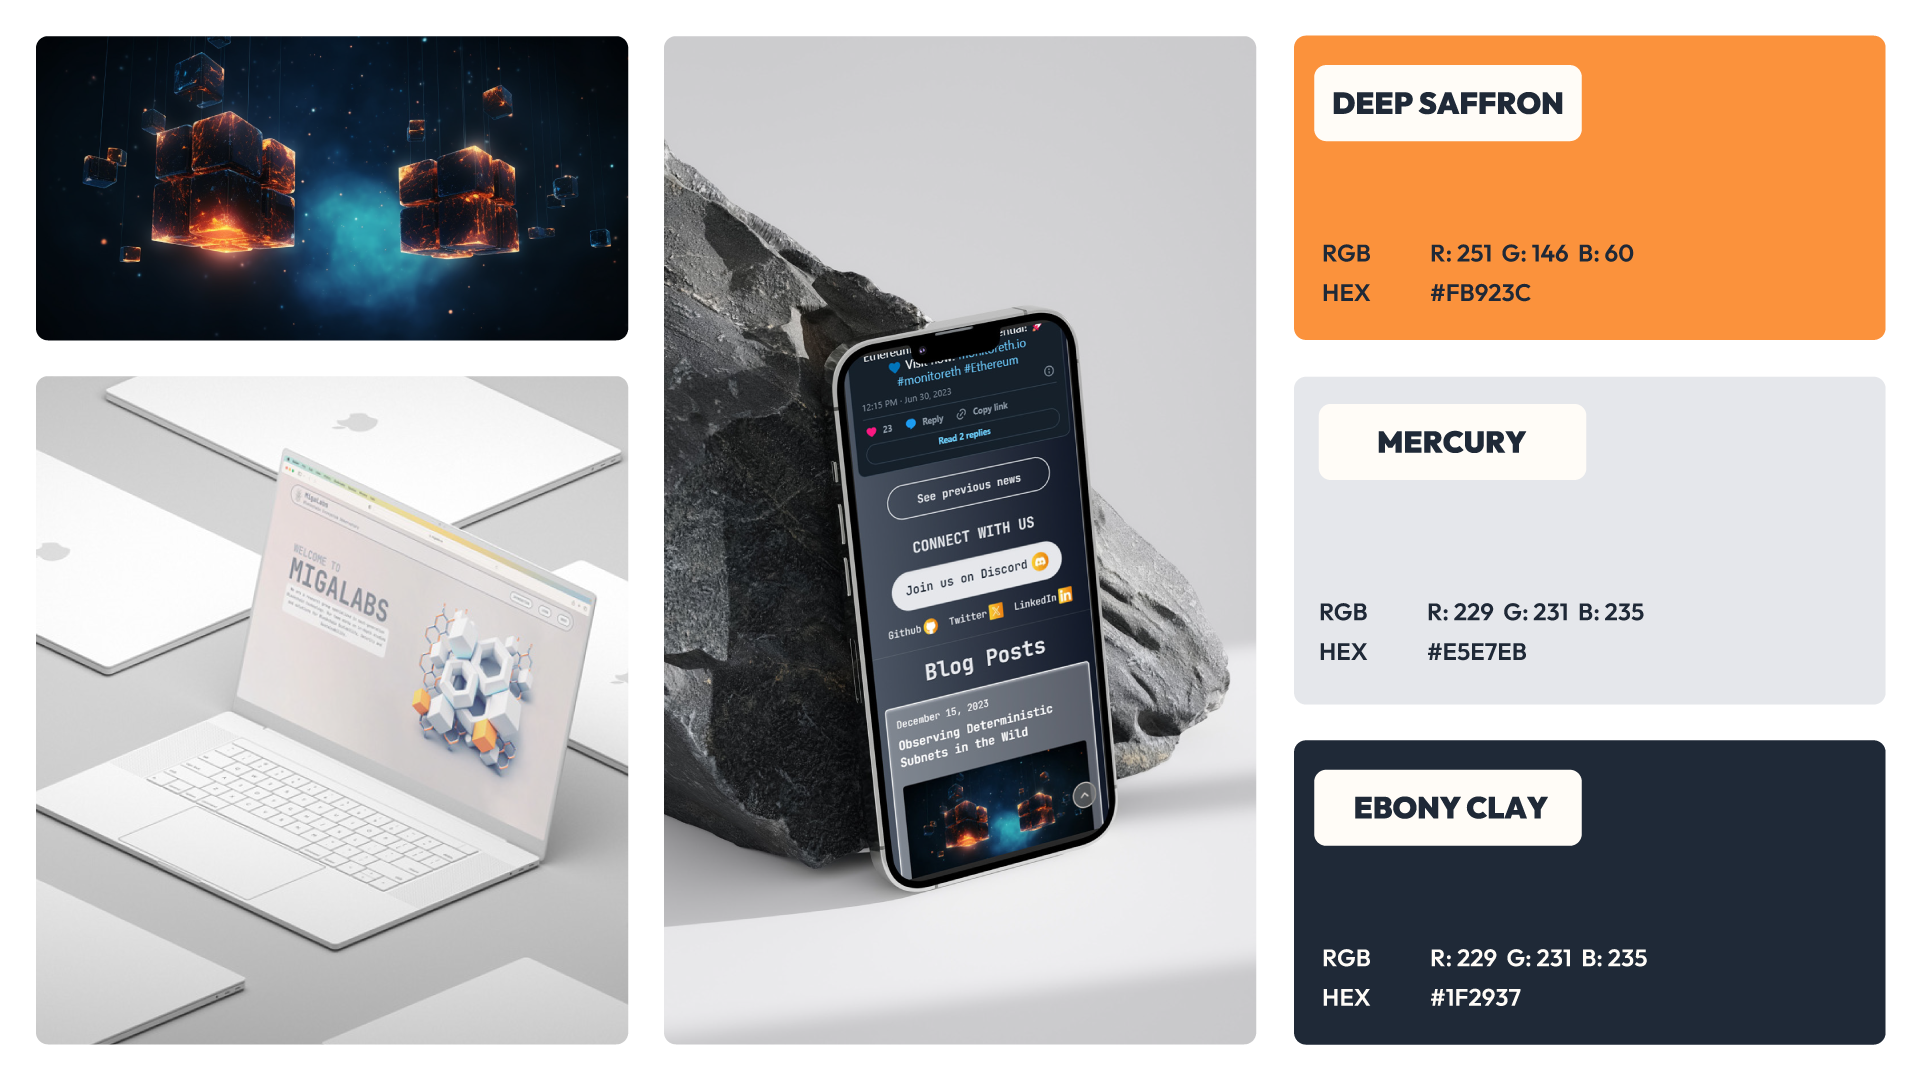 MigaLabs
WELCOME TO
MIGALABS
Ethereum
Visit now: monitoreth.io
#monitoreth #Ethereum
12:15 PM · Jun 30, 2023
23 Reply Copy link
Read 2 replies
See previous news
CONNECT WITH US
Join us on Discord
Github Twitter LinkedIn
Blog Posts
December 15, 2023
Observing Deterministic
Subnets in the Wild
DEEP SAFFRON
RGB R: 251 G: 146 B: 60
HEX #FB923C
MERCURY
RGB R: 229 G: 231 B: 235
HEX #E5E7EB
EBONY CLAY
RGB R: 229 G: 231 B: 235
HEX #1F2937